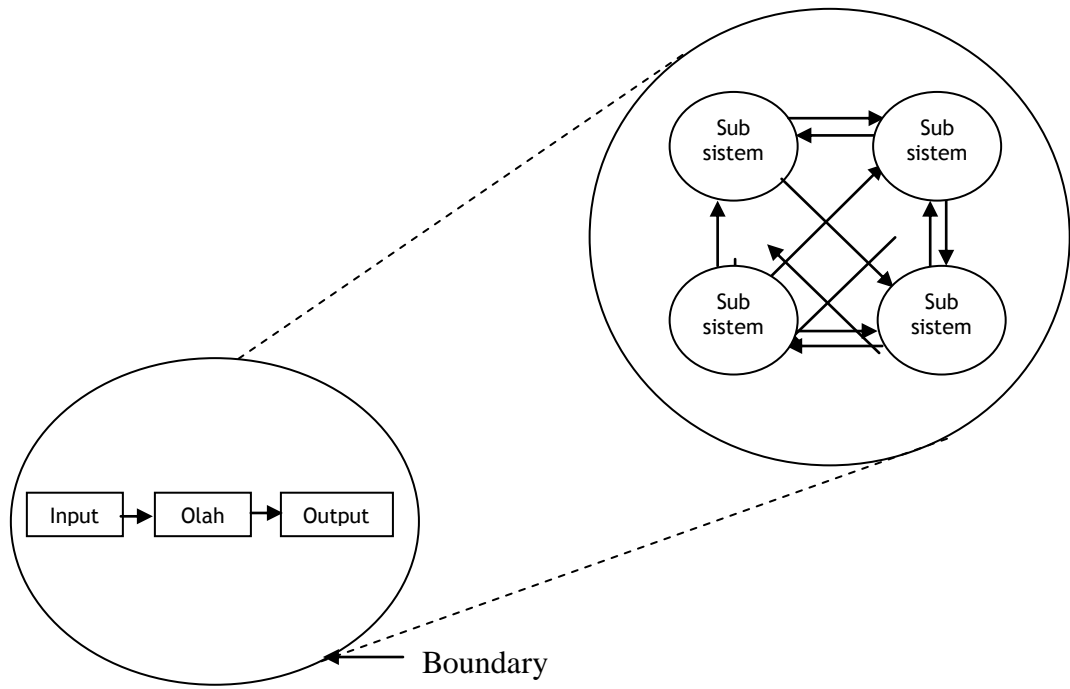 Sub
sistem
Sub
sistem
Sub
sistem
Sub
sistem
Input
Olah
Output
Boundary